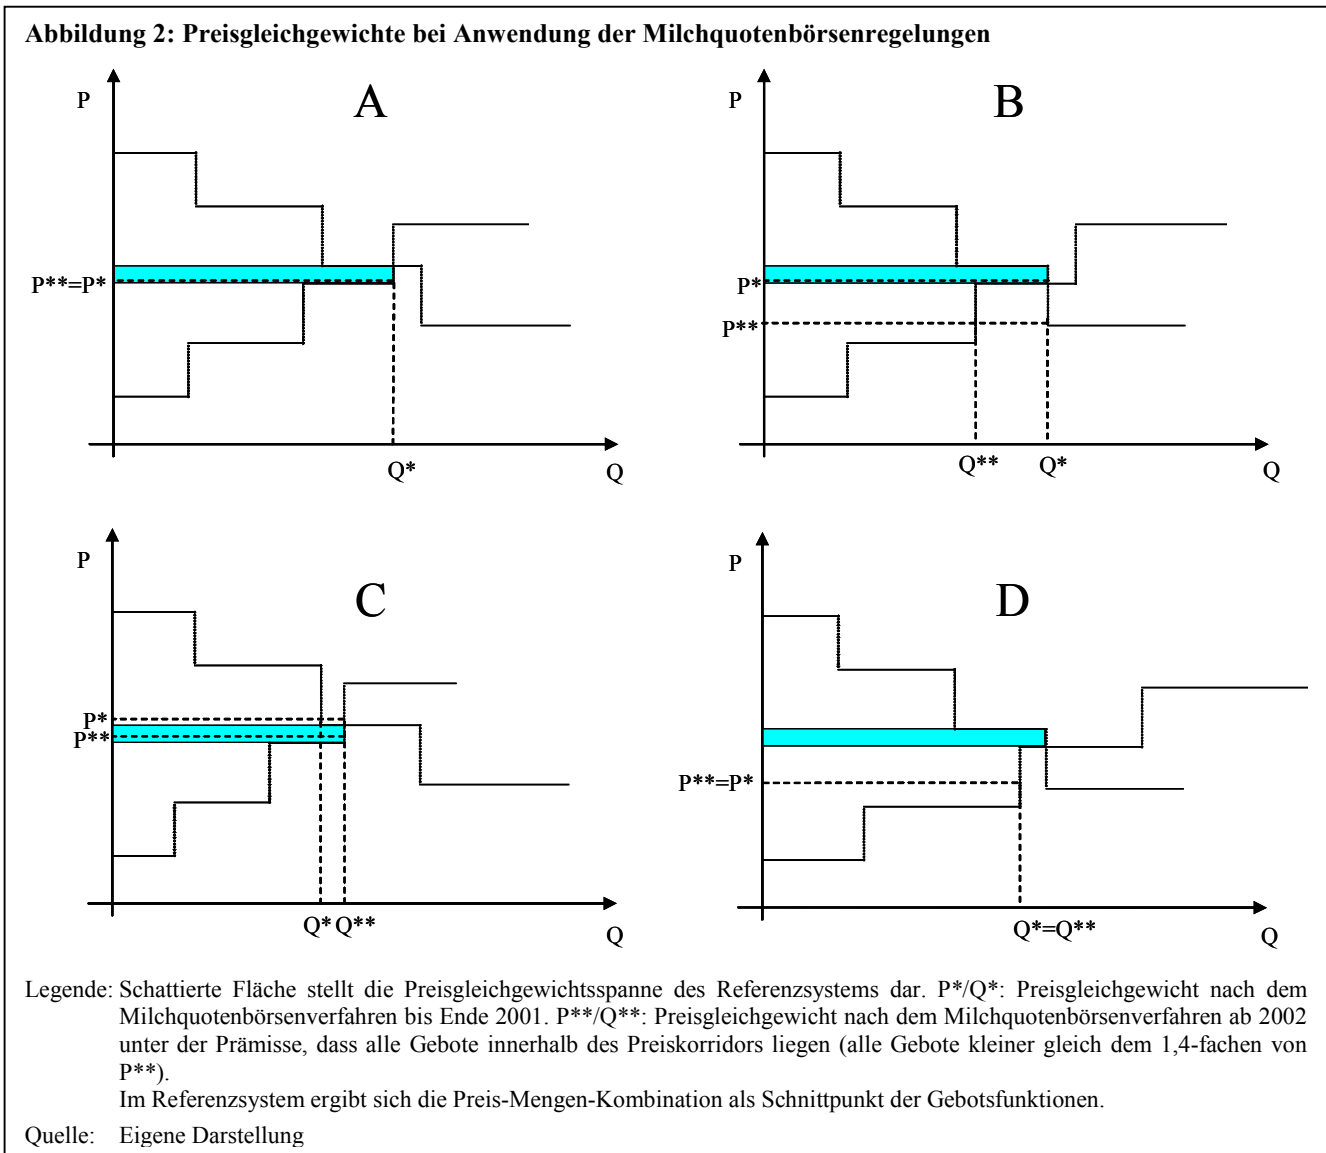 Abbildung 2: Preisgleichgewichte bei Anwendung der Milchquotenbörsenregelungen
P
A
P**=P*
Q*
Q
P
B
P*
P**
Q**
Q*
Q
P
C
P*
P**
Q*
Q**
Q
P
D
P**=P*
Q*=Q**
Q
Legende: Schattierte Fläche stellt die Preisgleichgewichtsspanne des Referenzsystems dar. P*/Q*: Preisgleichgewicht nach dem
Milchquotenbörsenverfahren bis Ende 2001. P**/Q**: Preisgleichgewicht nach dem Milchquotenbörsenverfahren ab 2002
unter der Prämisse, dass alle Gebote innerhalb des Preiskorridors liegen (alle Gebote kleiner gleich dem 1,4-fachen von
P**).
Im Referenzsystem ergibt sich die Preis-Mengen-Kombination als Schnittpunkt der Gebotsfunktionen.
Quelle: Eigene Darstellung